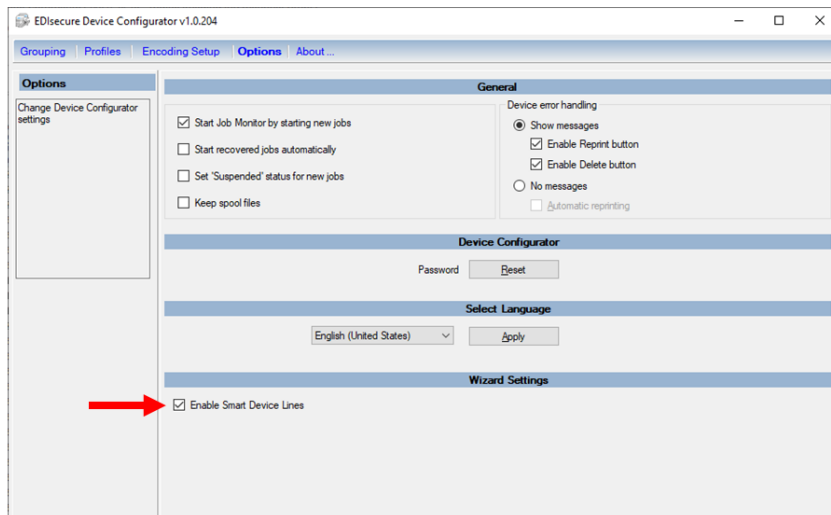 EDIsecure Device Configurator v1.0.204
Grouping Profiles Encoding Setup Options About ...
Options
Change Device Configurator
settings
General
Start Job Monitor by starting new jobs
Start recovered jobs automatically
Set 'Suspended' status for new jobs
Keep spool files
Device error handling
Show messages
Enable Reprint button
Enable Delete button
No messages
Automatic reprinting
Device Configurator
Password Reset
Select Language
English (United States) Apply
Wizard Settings
Enable Smart Device Lines